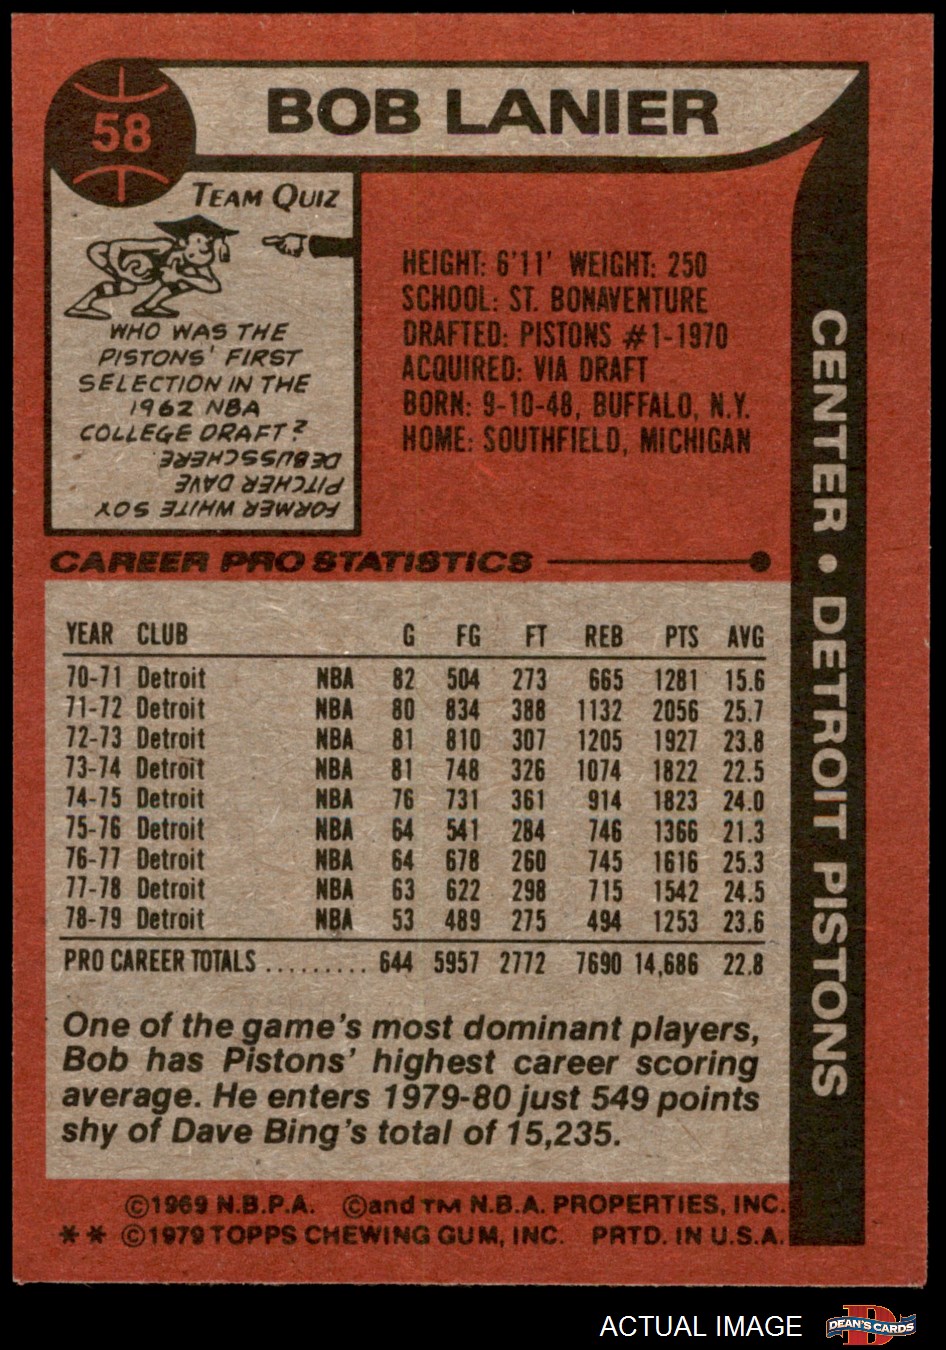 58
BOB LANIER
TEAM QUIZ
WHO WAS THE
PISTONS' FIRST
SELECTION IN THE
1962 NBA
COLLEGE DRAFT?
FORMER WHITE SOX
PITCHER DAVE
DEBUSSCHERE
HEIGHT: 6'11' WEIGHT: 250
SCHOOL: ST. BONAVENTURE
DRAFTED: PISTONS #1-1970
ACQUIRED: VIA DRAFT
BORN: 9-10-48, BUFFALO, N.Y.
HOME: SOUTHFIELD, MICHIGAN
CENTER • DETROIT PISTONS
CAREER PRO STATISTICS
YEAR CLUB G FG FT REB PTS AVG
70-71 Detroit NBA 82 504 273 665 1281 15.6
71-72 Detroit NBA 80 834 388 1132 2056 25.7
72-73 Detroit NBA 81 810 307 1205 1927 23.8
73-74 Detroit NBA 81 748 326 1074 1822 22.5
74-75 Detroit NBA 76 731 361 914 1823 24.0
75-76 Detroit NBA 64 541 284 746 1366 21.3
76-77 Detroit NBA 64 678 260 745 1616 25.3
77-78 Detroit NBA 63 622 298 715 1542 24.5
78-79 Detroit NBA 53 489 275 494 1253 23.6
PRO CAREER TOTALS ......... 644 5957 2772 7690 14,686 22.8
One of the game's most dominant players,
Bob has Pistons' highest career scoring
average. He enters 1979-80 just 549 points
shy of Dave Bing's total of 15,235.
©1969 N.B.P.A. ©and TM N.B.A. PROPERTIES, INC.
** ©1979 TOPPS CHEWING GUM, INC. PRTD. IN U.S.A.
ACTUAL IMAGE
D
DEAN'S CARDS